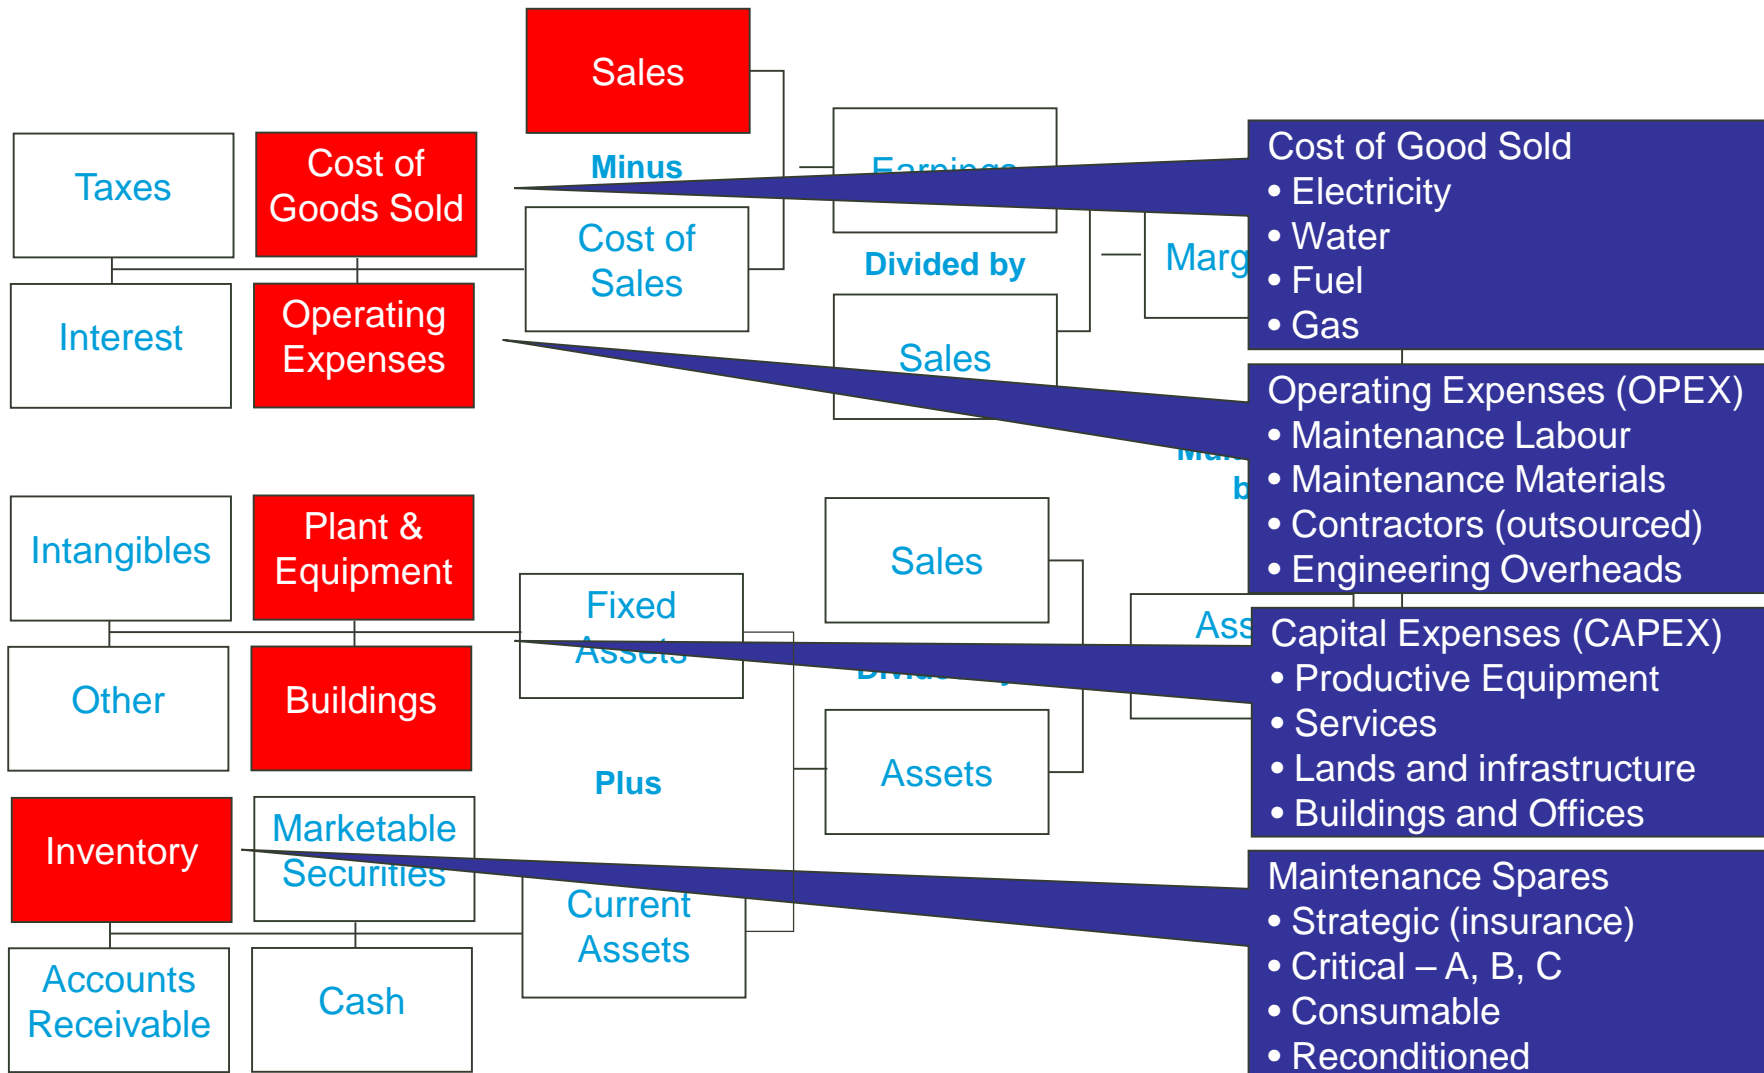 Sales
Taxes
Cost of
Goods Sold
Minus
Cost of
Sales
Interest
Operating
Expenses
Divided by
Sales
Intangibles
Plant &
Equipment
Fixed
Assets
Other
Buildings
Plus
Sales
Assets
Inventory
Marketable
Securities
Current
Assets
Accounts
Receivable
Cash
Cost of Good Sold
• Electricity
• Water
• Fuel
• Gas
Operating Expenses (OPEX)
• Maintenance Labour
• Maintenance Materials
• Contractors (outsourced)
• Engineering Overheads
Capital Expenses (CAPEX)
• Productive Equipment
• Services
• Lands and infrastructure
• Buildings and Offices
Maintenance Spares
• Strategic (insurance)
• Critical – A, B, C
• Consumable
• Reconditioned